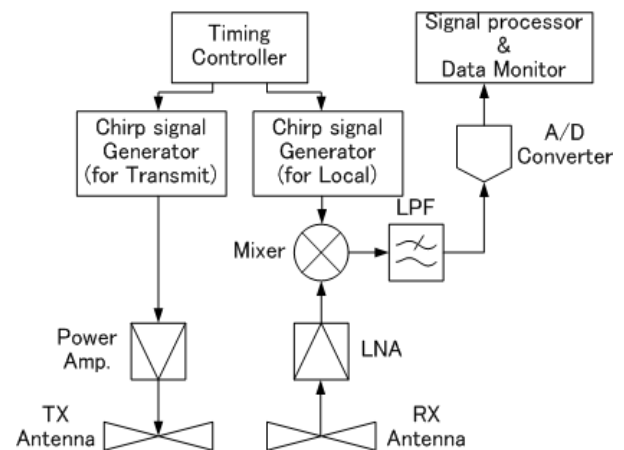 Timing
Controller
Signal processor
&
Data Monitor
Chirp signal
Generator
(for Transmit)
Chirp signal
Generator
(for Local)
A/D
Converter
LPF
Mixer
Power
Amp.
LNA
TX
Antenna
RX
Antenna